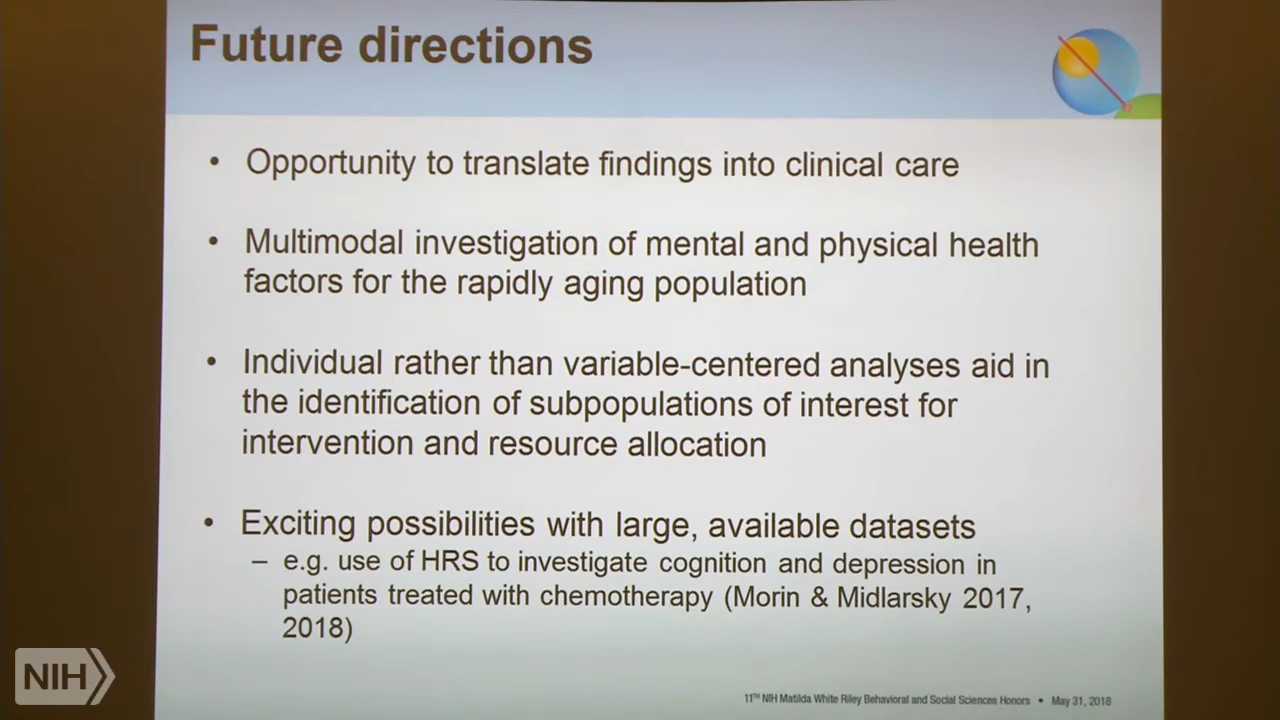 Future directions
• Opportunity to translate findings into clinical care
• Multimodal investigation of mental and physical health
factors for the rapidly aging population
• Individual rather than variable-centered analyses aid in
the identification of subpopulations of interest for
intervention and resource allocation
• Exciting possibilities with large, available datasets
– e.g. use of HRS to investigate cognition and depression in
patients treated with chemotherapy (Morin & Midlarsky 2017,
2018)
NIH
11TH NIH Matilda White Riley Behavioral and Social Sciences Honors • May 31, 2018